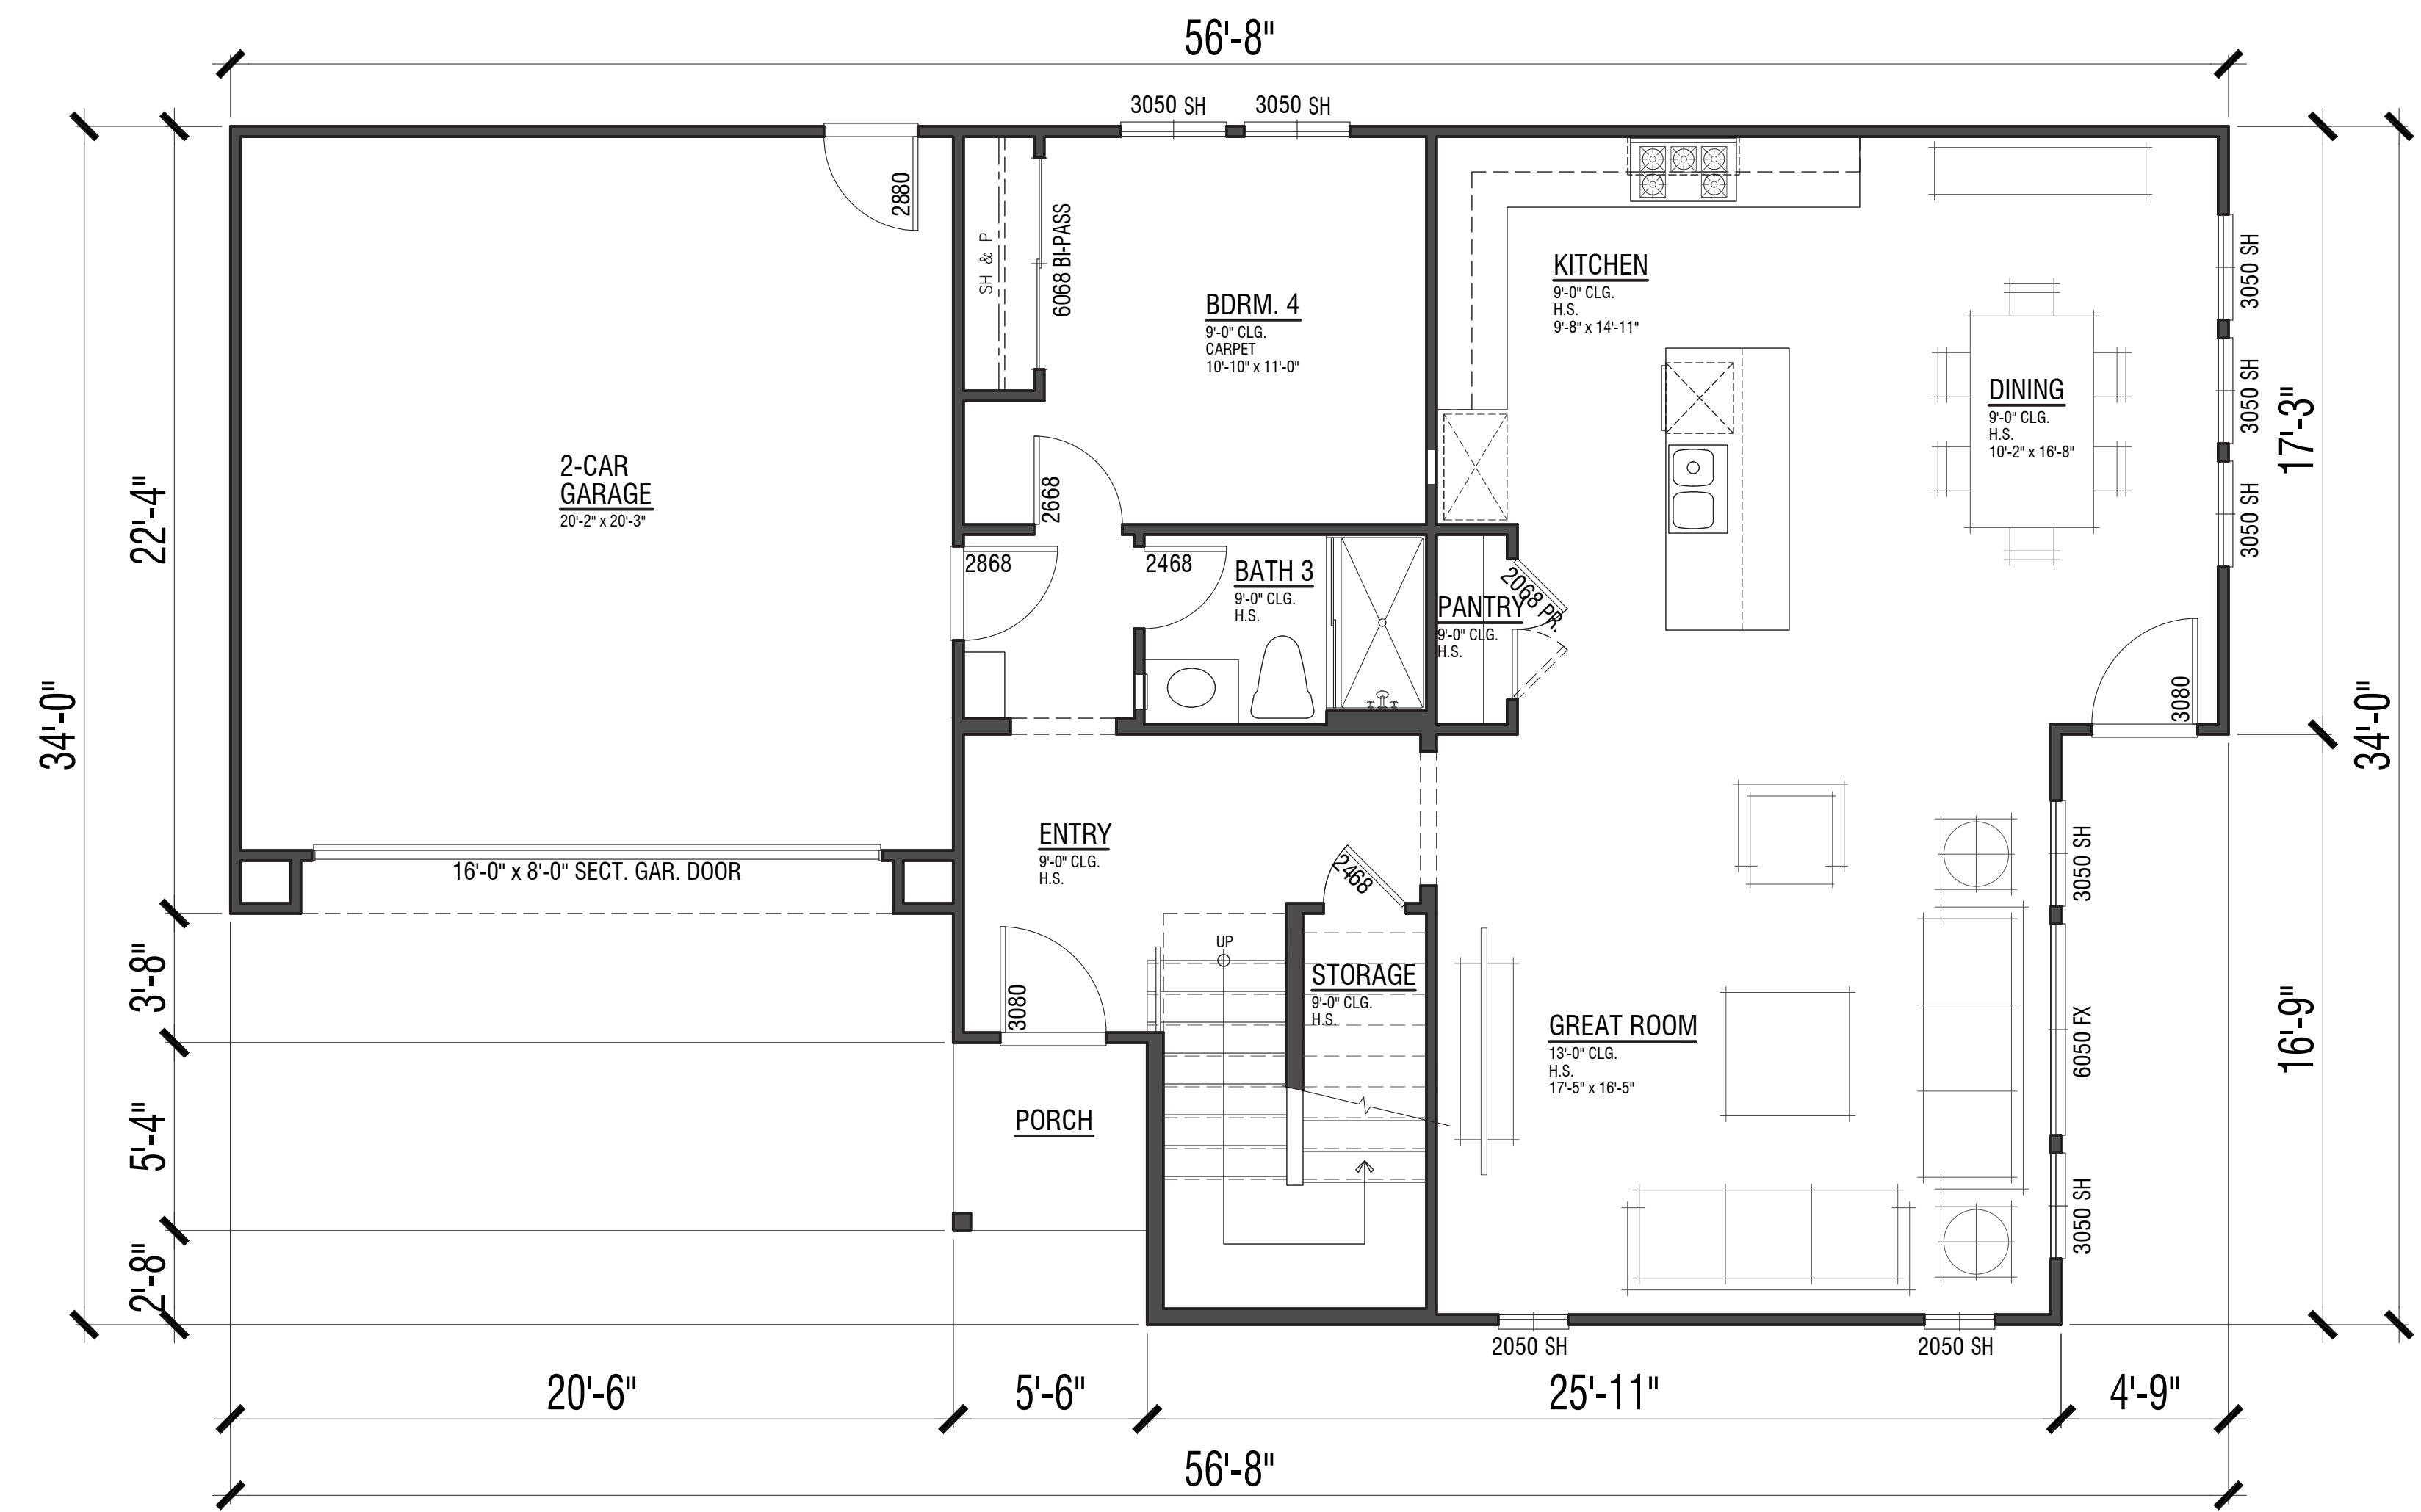 56'-8"
3050 SH
3050 SH
2880
SH & P
6068 BI-PASS
BDRM. 4
9'-0" CLG.
CARPET
10'-10" x 11'-0"
KITCHEN
9'-0" CLG.
H.S.
9'-8" x 14'-11"
DINING
9'-0" CLG.
H.S.
10'-2" x 16'-8"
3050 SH
3050 SH
3050 SH
17'-3"
34'-0"
22'-4"
34'-0"
2-CAR
GARAGE
20'-2" x 20'-3"
2668
2868
2468
BATH 3
9'-0" CLG.
H.S.
PANTRY
9'-0" CLG.
H.S.
2068 PR.
3080
16'-0" x 8'-0" SECT. GAR. DOOR
ENTRY
9'-0" CLG.
H.S.
2468
3050 SH
3'-8"
UP
STORAGE
9'-0" CLG.
H.S.
3080
GREAT ROOM
13'-0" CLG.
H.S.
17'-5" x 16'-5"
6050 FX
16'-9"
PORCH
5'-4"
3050 SH
2'-8"
2050 SH
2050 SH
20'-6"
5'-6"
25'-11"
4'-9"
56'-8"